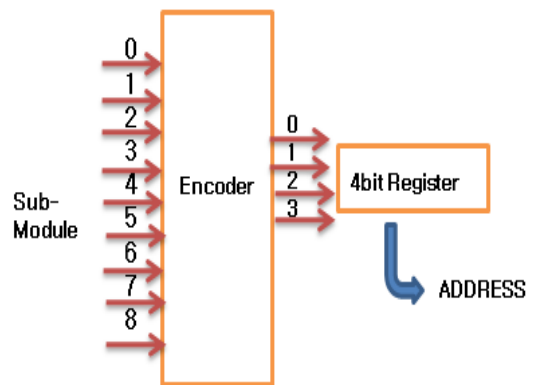 0
1
2
3
4
5
6
7
8
Sub-
Module
Encoder
0
1
2
3
4bit Register
ADDRESS